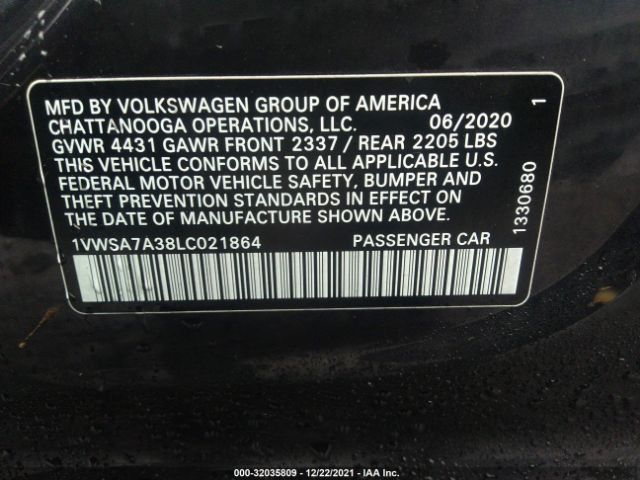 MFD BY VOLKSWAGEN GROUP OF AMERICA
CHATTANOOGA OPERATIONS, LLC. 06/2020
GVWR 4431 GAWR FRONT 2337 / REAR 2205 LBS
THIS VEHICLE CONFORMS TO ALL APPLICABLE U.S.
FEDERAL MOTOR VEHICLE SAFETY, BUMPER AND
THEFT PREVENTION STANDARDS IN EFFECT ON
THE DATE OF MANUFACTURE SHOWN ABOVE.
1VWSA7A38LC021864 PASSENGER CAR
1330680 1
000-32035809 - 12/22/2021 - IAA Inc.